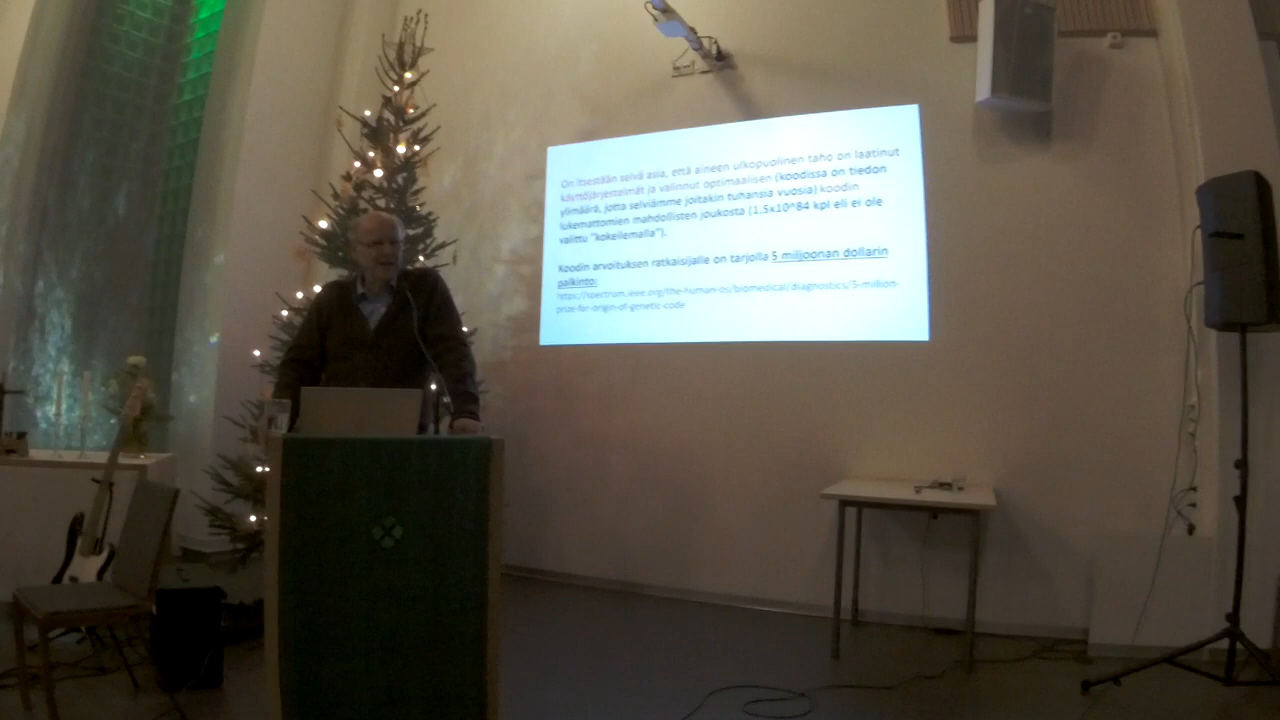 On itsestään selvä asia, että aineen ulkopuolinen taho on laatinut
käyttöjärjestelmät ja valinnut optimaalisen (koodissa on tiedon
ylimäärä, jotta selviämme joitakin tuhansia vuosia) koodin
lukemattomien mahdollisten joukosta (1,5x10^84 kpl eli ei ole
valittu "kokeilemalla").
Koodin arvoituksen ratkaisijalle on tarjolla 5 miljoonan dollarin
palkinto:
https://spectrum.ieee.org/the-human-os/biomedical/diagnostics/5-million-
prize-for-origin-of-genetic-code